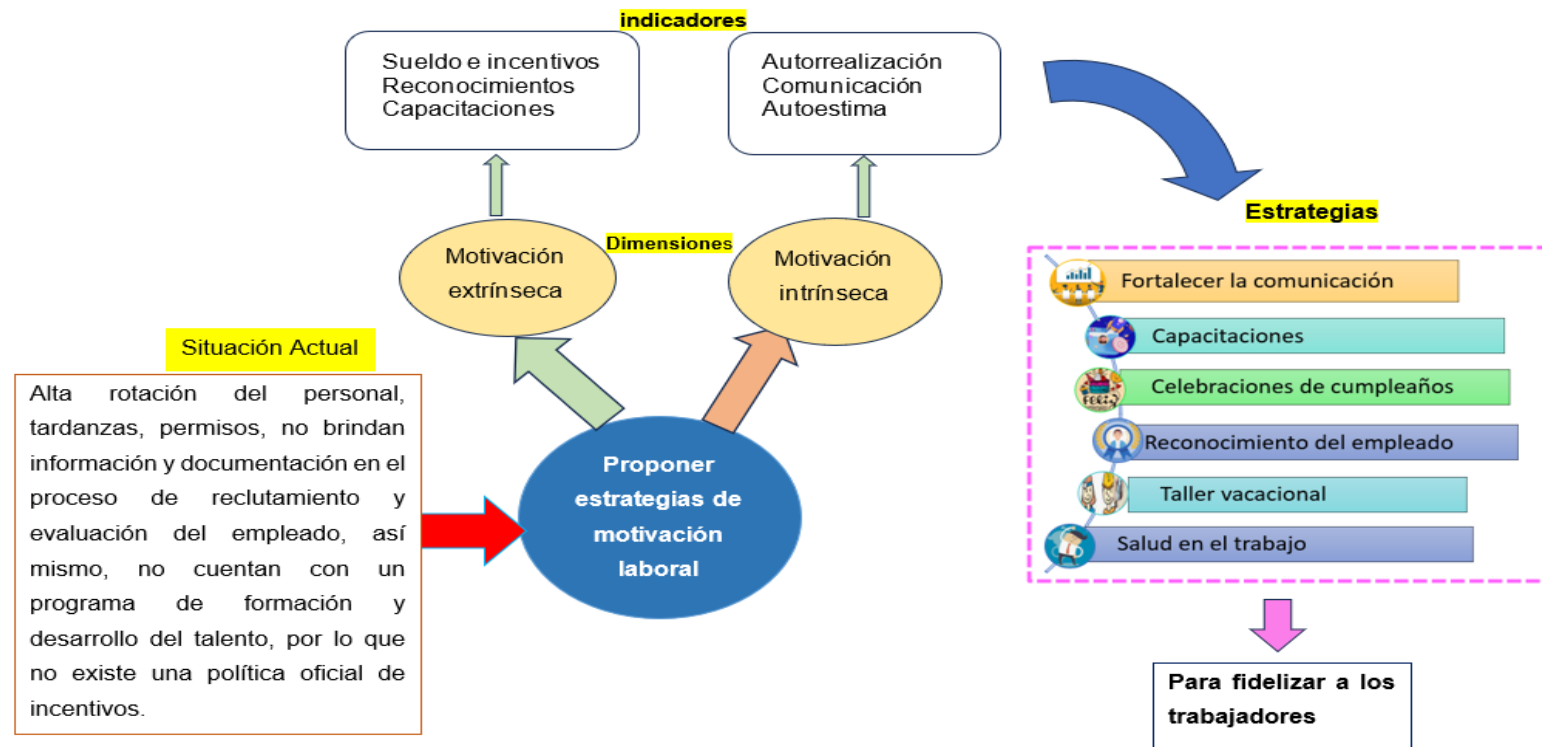 indicadores
Sueldo e incentivos
Reconocimientos
Capacitaciones
Autorrealización
Comunicación
Autoestima
Dimensiones
Motivación
extrínseca
Motivación
intrínseca
Situación Actual
Alta rotación del personal,
tardanzas, permisos, no brindan
información y documentación en el
proceso de reclutamiento y
evaluación del empleado, así
mismo, no cuentan con un
programa de formación y
desarrollo del talento, por lo que
no existe una política oficial de
incentivos.
Proponer
estrategias de
motivación
laboral
Estrategias
Fortalecer la comunicación
Capacitaciones
Celebraciones de cumpleaños
Reconocimiento del empleado
Taller vacacional
Salud en el trabajo
Para fidelizar a los
trabajadores